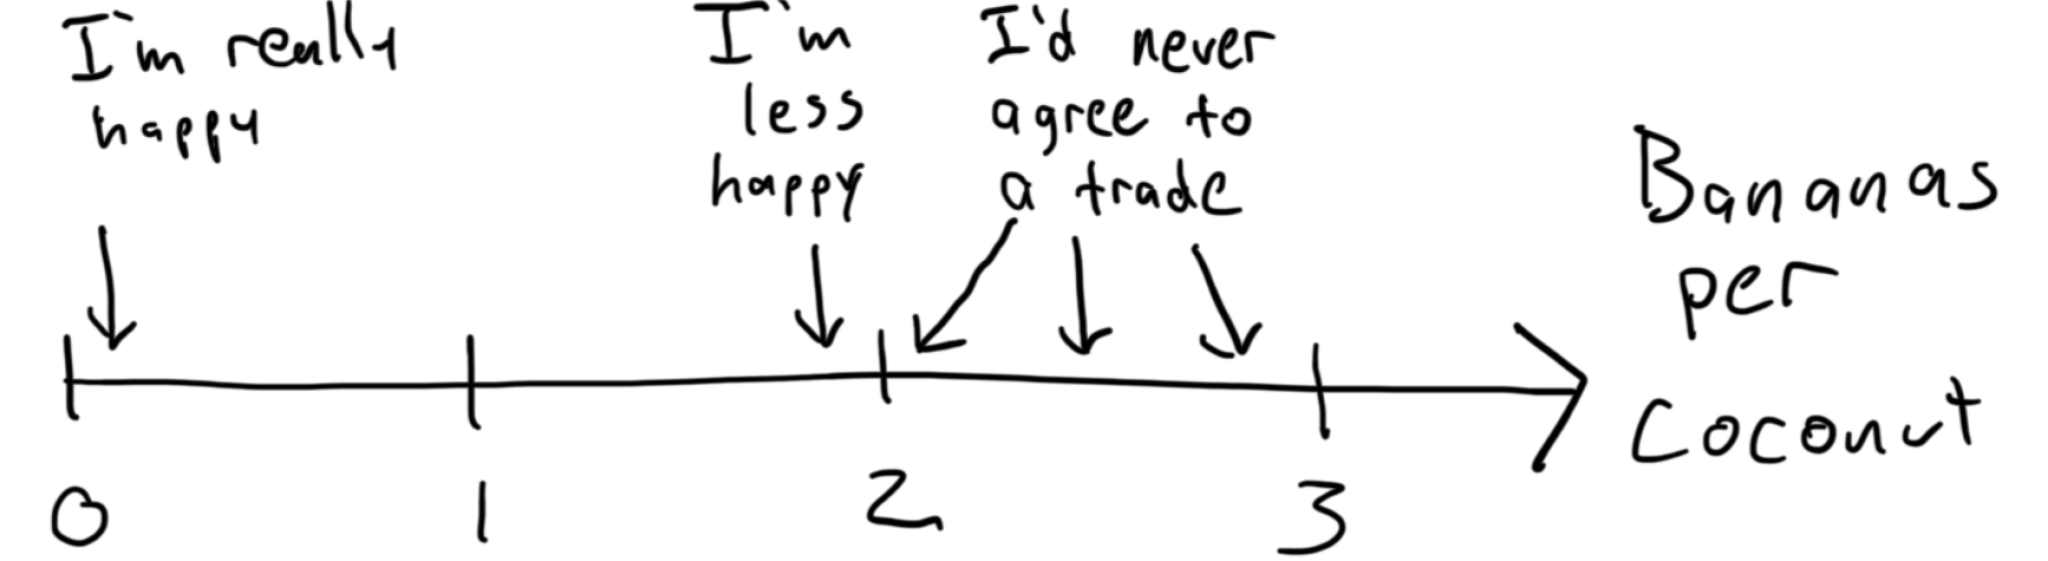 I'm really
happy
I'm
less
happy
I'd never
agree to
a trade
Bananas
per
Coconut
0
1
2
3